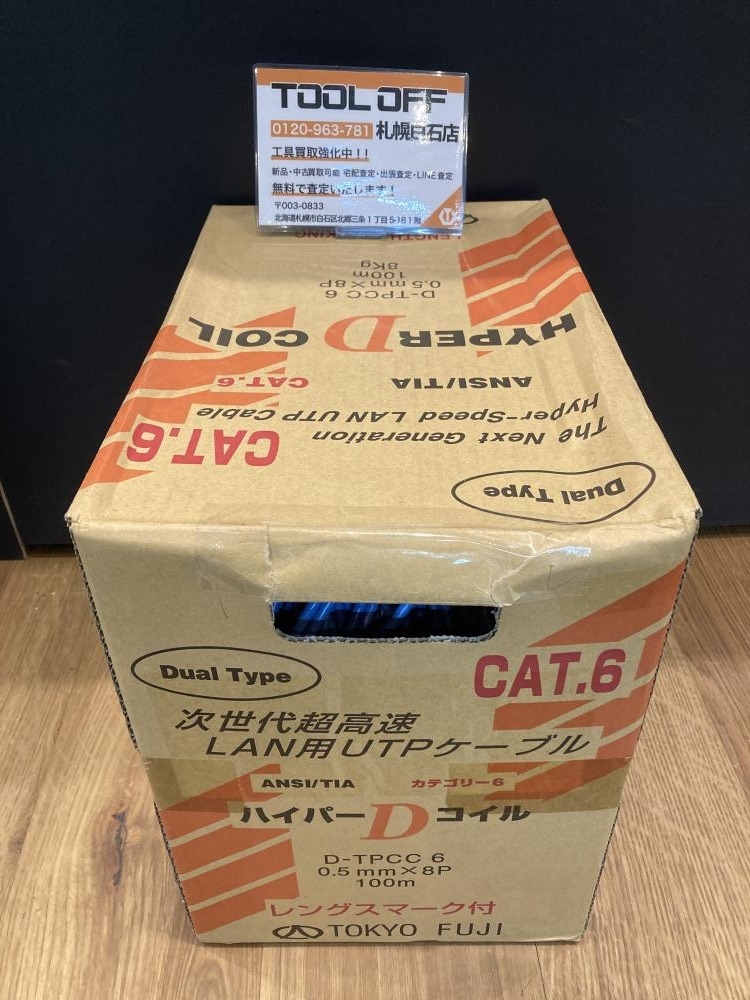 TOOL OFF
0120-963-781 札幌白石店
工具買取強化中!!
新品・中古買取可能 宅配査定・出張査定・LINE査定
無料で査定いたします!
〒003-0833
北海道札幌市白石区北郷三条1丁目5-18 1階
Dual Type
The Next Generation
Hyper-Speed LAN UTP Cable
CAT.6
ANSI/TIA CAT.6
HYPER D COIL
D-TPCC 6
0.5mm×8P
100m
8Kg
LENGTH
Dual Type
CAT.6
次世代超高速
LAN用UTPケーブル
ANSI/TIA カテゴリー6
ハイパーDコイル
D-TPCC 6
0.5mm×8P
100m
レングスマーク付
TOKYO FUJI